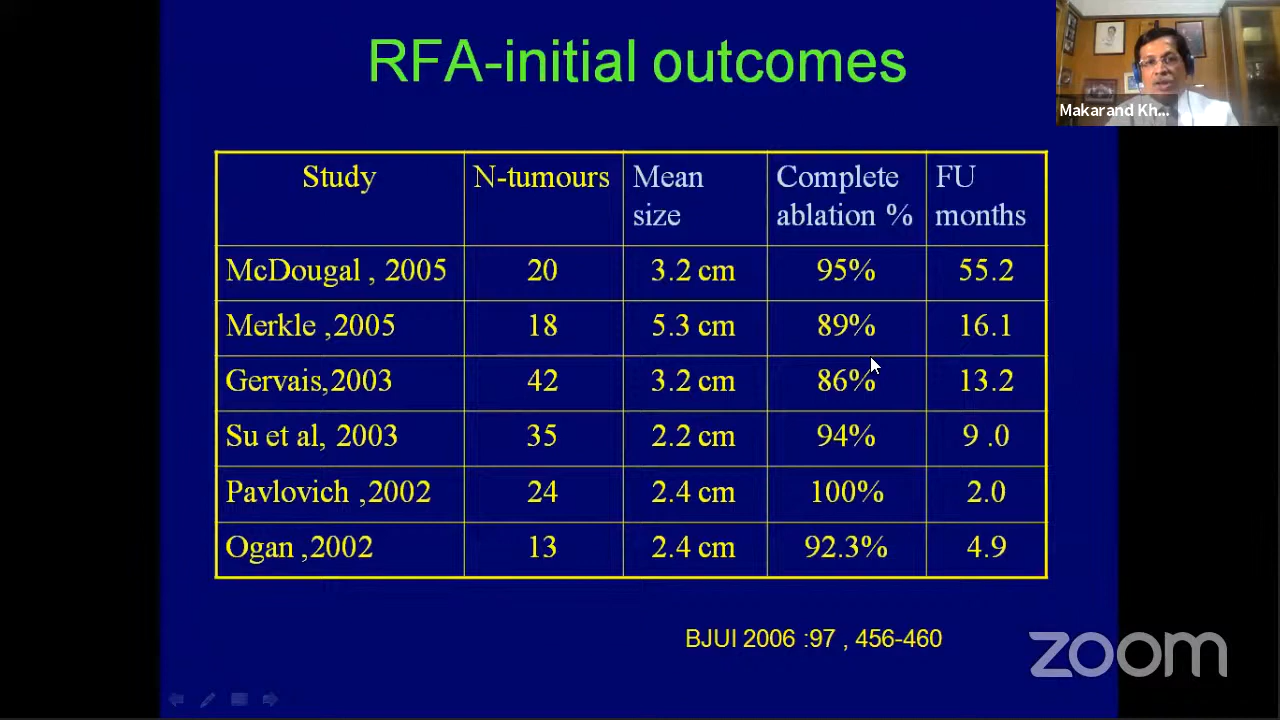 RFA-initial outcomes
Makarand Kh...
Study N-tumours Mean size Complete ablation % FU months
McDougal , 2005 20 3.2 cm 95% 55.2
Merkle ,2005 18 5.3 cm 89% 16.1
Gervais,2003 42 3.2 cm 86% 13.2
Su et al, 2003 35 2.2 cm 94% 9 .0
Pavlovich ,2002 24 2.4 cm 100% 2.0
Ogan ,2002 13 2.4 cm 92.3% 4.9
BJUI 2006 :97 , 456-460
zoom